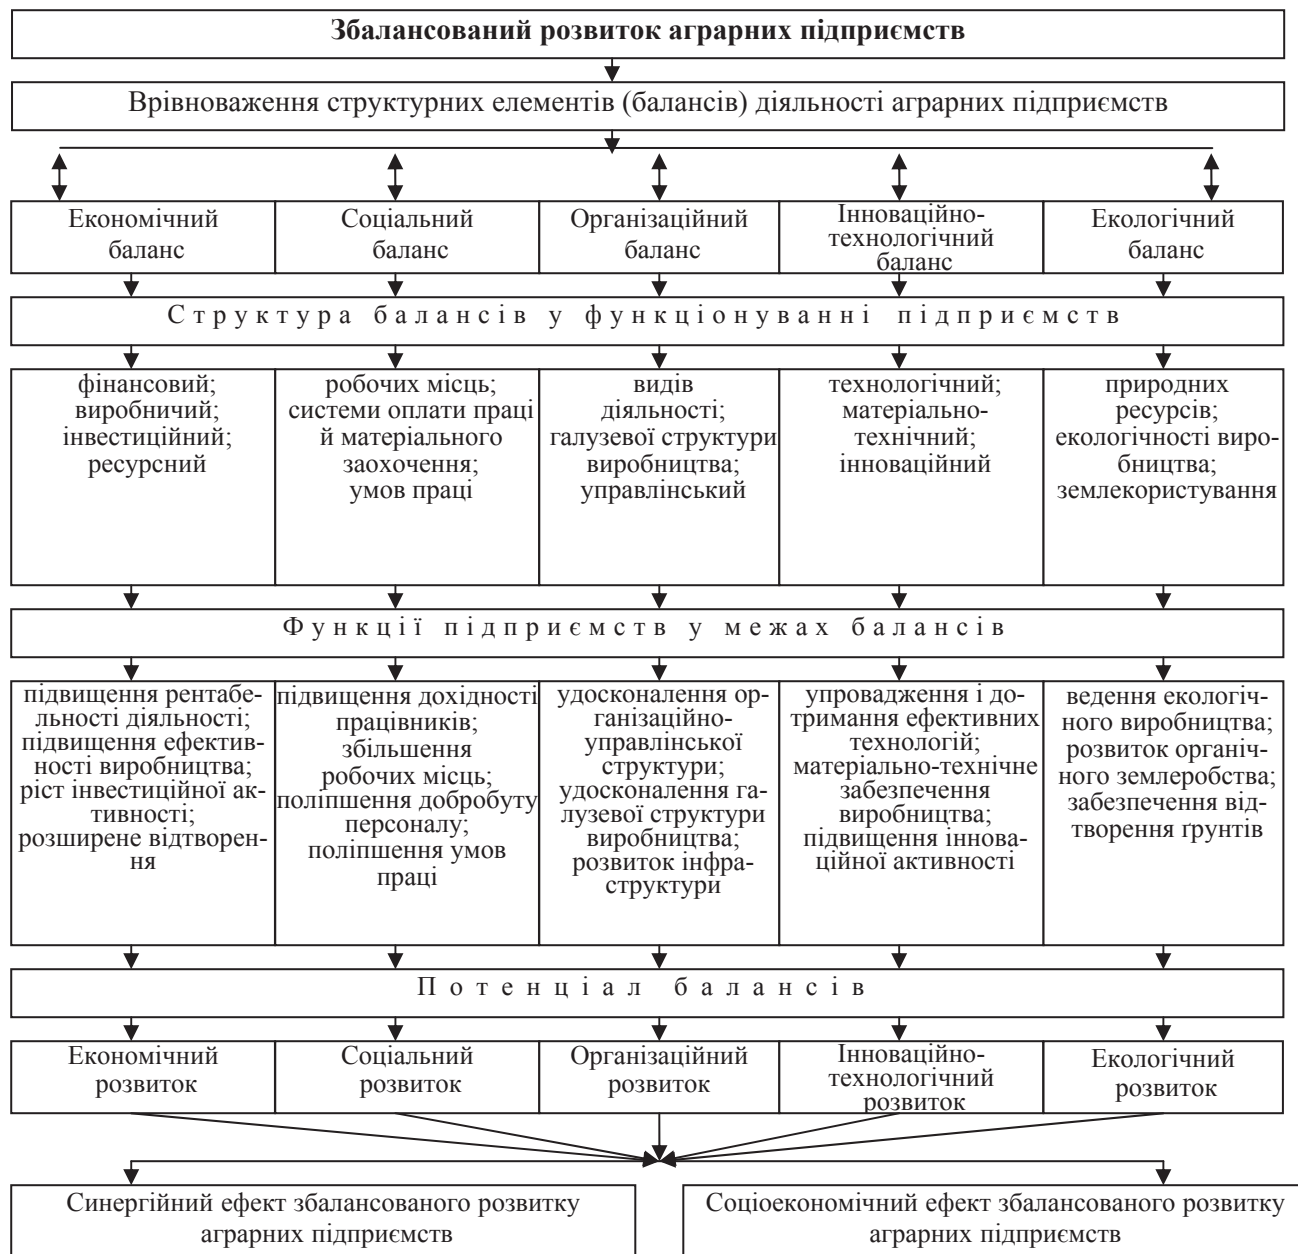 Збалансований розвиток аграрних підприємств
Врівноваження структурних елементів (балансів) діяльності аграрних підприємств
Економічний
баланс
Соціальний
баланс
Організаційний
баланс
Інноваційно-
технологічний
баланс
Екологічний
баланс
Структура балансів у функціонуванні підприємств
фінансовий;
виробничий;
інвестиційний;
ресурсний
робочих місць;
системи оплати праці
й матеріального
заохочення;
умов праці
видів
діяльності;
галузевої структури
виробництва;
управлінський
технологічний;
матеріально-
технічний;
інноваційний
природних
ресурсів;
екологічності виро-
бництва;
землекористування
Функції підприємств у межах балансів
підвищення рентабе-
льності діяльності;
підвищення ефектив-
ності виробництва;
ріст інвестиційної ак-
тивності;
розширене відтворен-
ня
підвищення дохідності
працівників;
збільшення
робочих місць;
поліпшення добробуту
персоналу;
поліпшення умов
праці
удосконалення ор-
ганізаційно-
управлінської
структури;
удосконалення га-
лузевої структури
виробництва;
розвиток інфра-
структури
упровадження і до-
тримання ефективних
технологій;
матеріально-технічне
забезпечення
виробництва;
підвищення іннова-
ційної активності
ведення екологіч-
ного виробництва;
розвиток органіч-
ного землеробства;
забезпечення від-
творення ґрунтів
Потенціал балансів
Економічний
розвиток
Соціальний
розвиток
Організаційний
розвиток
Інноваційно-
технологічний
розвиток
Екологічний
розвиток
Синергійний ефект збалансованого розвитку
аграрних підприємств
Соціоекономічний ефект збалансованого розвитку
аграрних підприємств